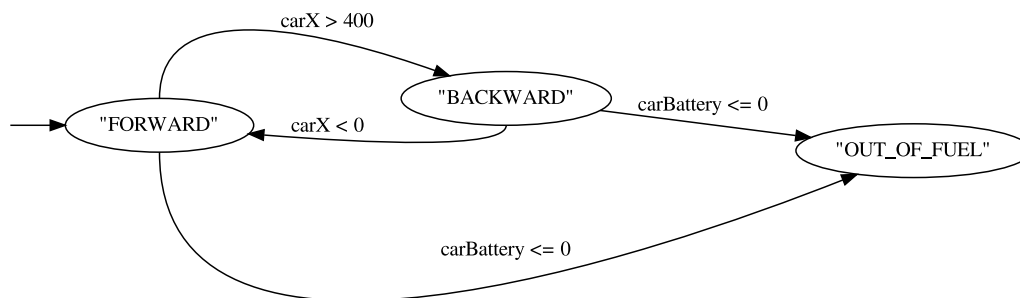 carX > 400
"FORWARD"
"BACKWARD"
carX < 0
carBattery <= 0
"OUT_OF_FUEL"
carBattery <= 0